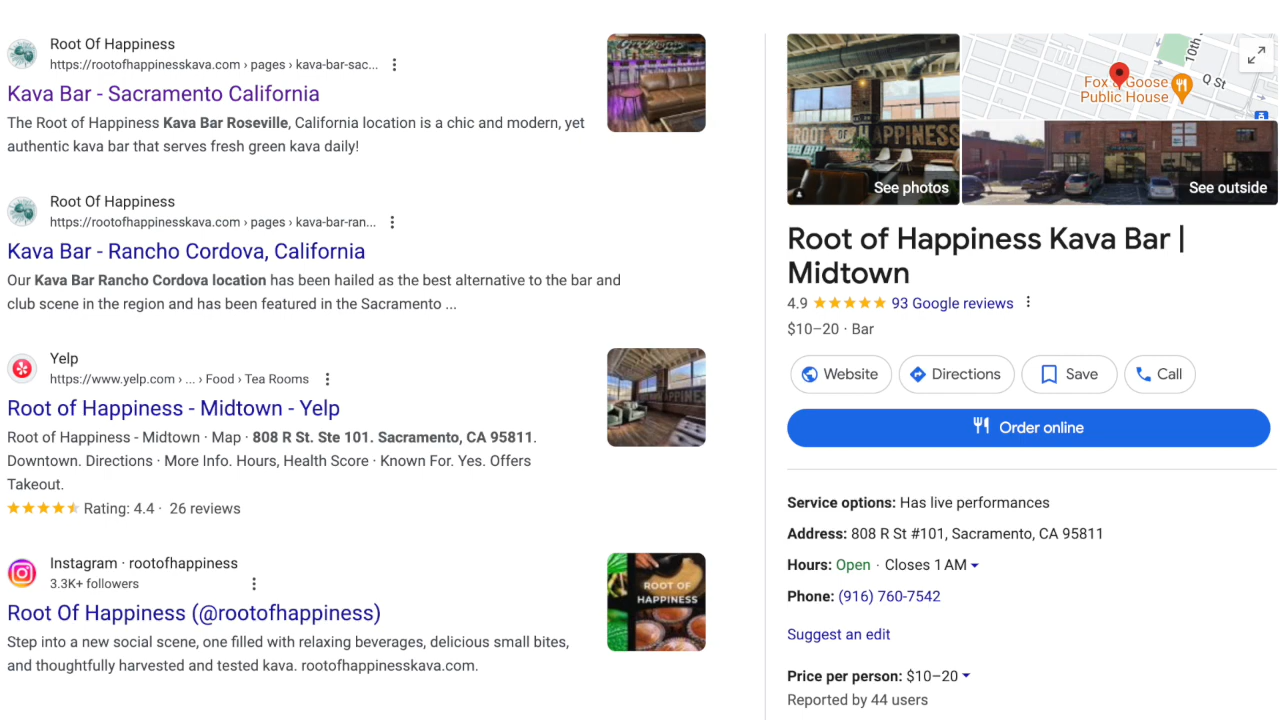 Root Of Happiness
https://rootofhappinesskava.com › pages › kava-bar-sac...
Kava Bar - Sacramento California
The Root of Happiness Kava Bar Roseville, California location is a chic and modern, yet
authentic kava bar that serves fresh green kava daily!
Root Of Happiness
https://rootofhappinesskava.com › pages › kava-bar-ran...
Kava Bar - Rancho Cordova, California
Our Kava Bar Rancho Cordova location has been hailed as the best alternative to the bar and
club scene in the region and has been featured in the Sacramento ...
Yelp
https://www.yelp.com › ... › Food › Tea Rooms
Root of Happiness - Midtown - Yelp
Root of Happiness - Midtown · Map · 808 R St. Ste 101. Sacramento, CA 95811.
Downtown. Directions · More Info. Hours, Health Score · Known For. Yes. Offers
Takeout.
Rating: 4.4 · 26 reviews
Instagram · rootofhappiness
3.3K+ followers
Root Of Happiness (@rootofhappiness)
Step into a new social scene, one filled with relaxing beverages, delicious small bites,
and thoughtfully harvested and tested kava. rootofhappinesskava.com.
ROOT OF
HAPPINESS
ROOT OF HAPPINESS
See photos
10th
Q St
Fox & Goose
Public House
See outside
Root of Happiness Kava Bar |
Midtown
4.9 93 Google reviews
$10–20 · Bar
Website
Directions
Save
Call
Order online
Service options: Has live performances
Address: 808 R St #101, Sacramento, CA 95811
Hours: Open · Closes 1 AM
Phone: (916) 760-7542
Suggest an edit
Price per person: $10–20
Reported by 44 users